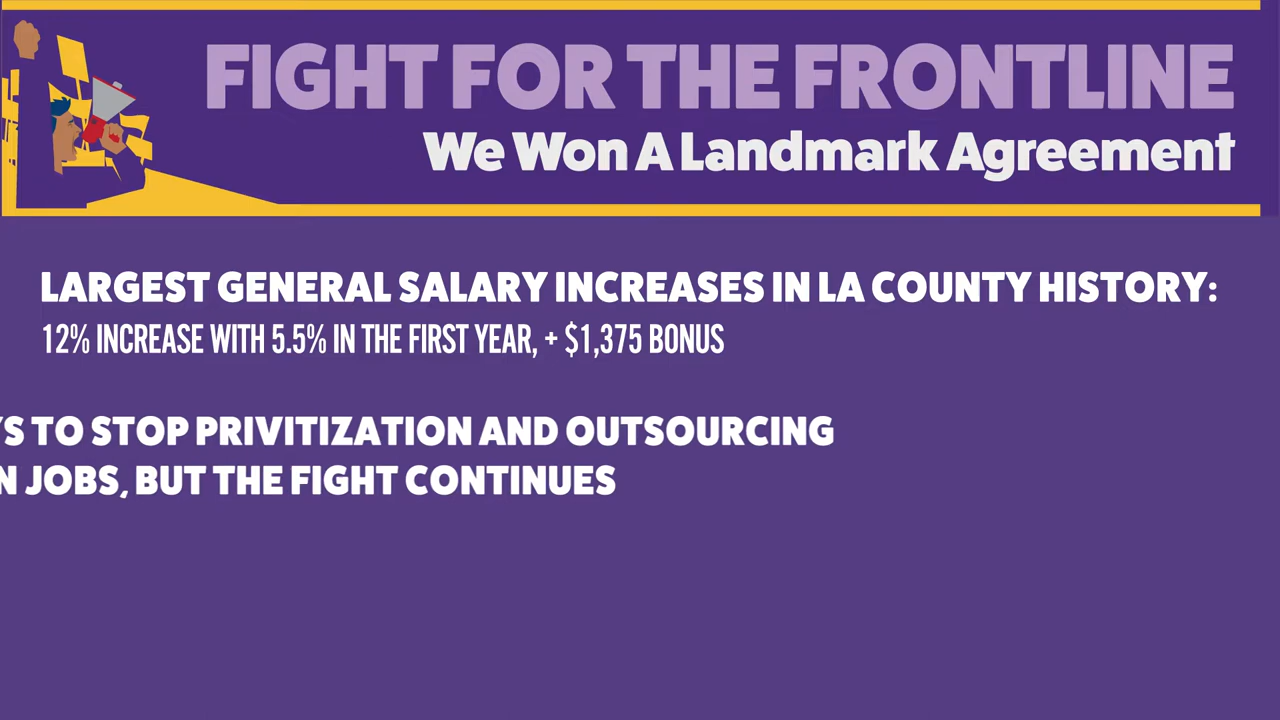 FIGHT FOR THE FRONTLINE
We Won A Landmark Agreement
LARGEST GENERAL SALARY INCREASES IN LA COUNTY HISTORY:
12% INCREASE WITH 5.5% IN THE FIRST YEAR, + $1,375 BONUS
TO STOP PRIVITIZATION AND OUTSOURCING
JOBS, BUT THE FIGHT CONTINUES